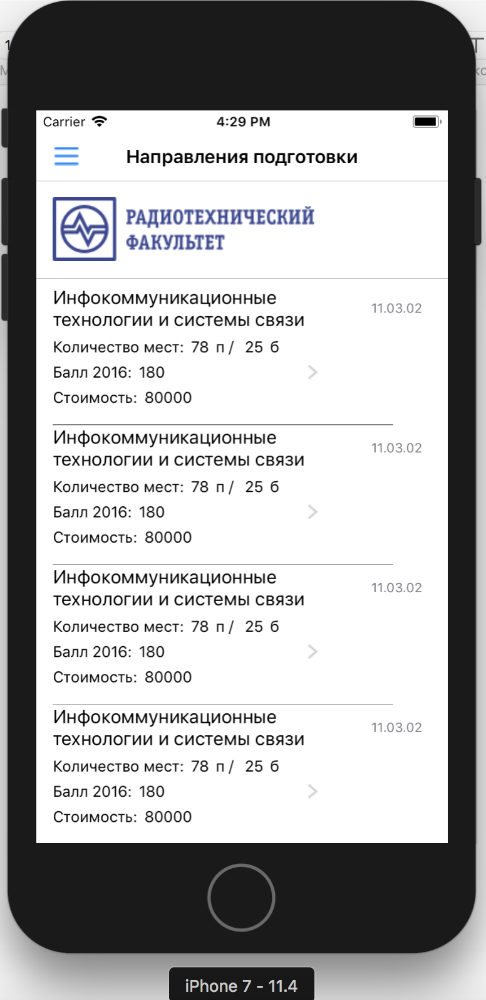 Carrier 4:29 PM
Направления подготовки
РАДИОТЕХНИЧЕСКИЙ
ФАКУЛЬТЕТ
Инфокоммуникационные
технологии и системы связи
11.03.02
Количество мест: 78 п / 25 б
Балл 2016: 180
Стоимость: 80000
Инфокоммуникационные
технологии и системы связи
11.03.02
Количество мест: 78 п / 25 б
Балл 2016: 180
Стоимость: 80000
Инфокоммуникационные
технологии и системы связи
11.03.02
Количество мест: 78 п / 25 б
Балл 2016: 180
Стоимость: 80000
Инфокоммуникационные
технологии и системы связи
11.03.02
Количество мест: 78 п / 25 б
Балл 2016: 180
Стоимость: 80000
iPhone 7 - 11.4